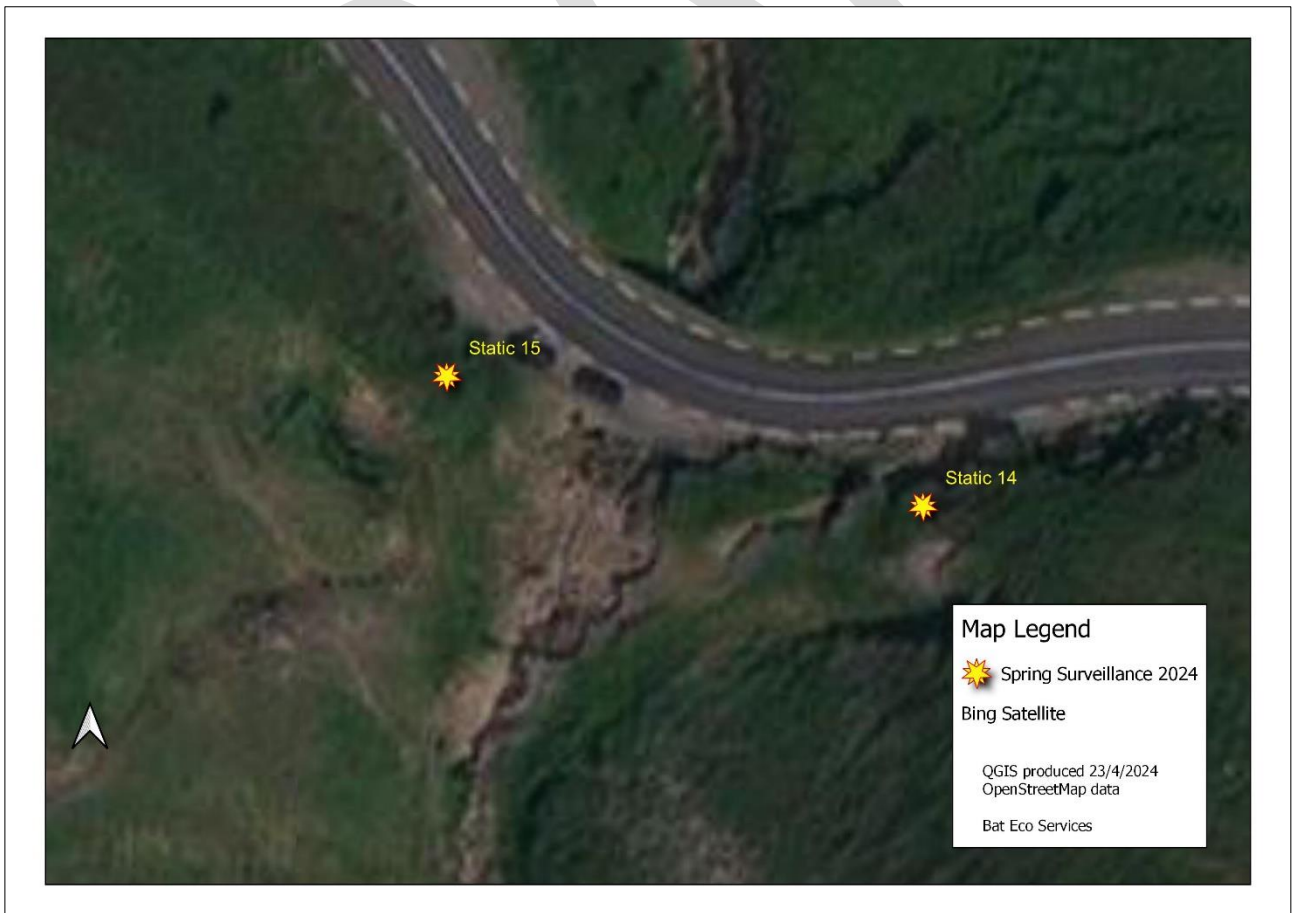 Static 15
Static 14
Map Legend
Spring Surveillance 2024
Bing Satellite
QGIS produced 23/4/2024
OpenStreetMap data
Bat Eco Services